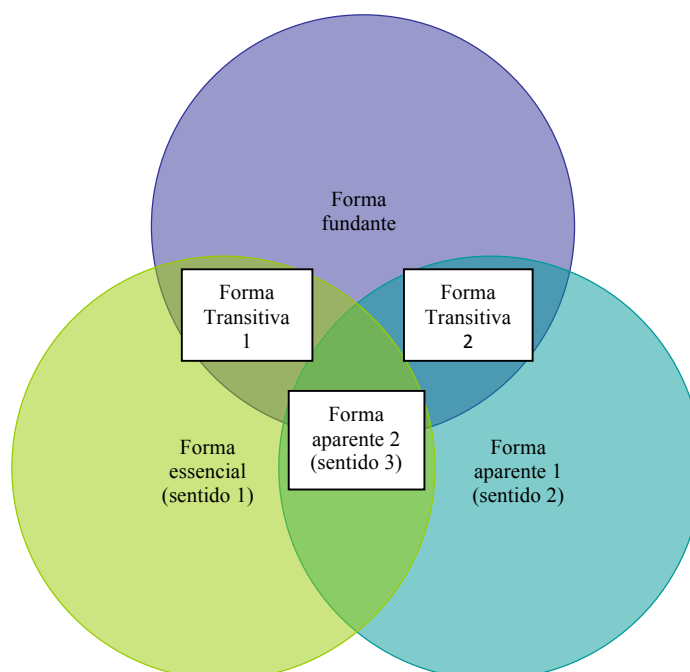 Forma
fundante
Forma
Transitiva
1
Forma
Transitiva
2
Forma
essencial
(sentido 1)
Forma
aparente 2
(sentido 3)
Forma
aparente 1
(sentido 2)